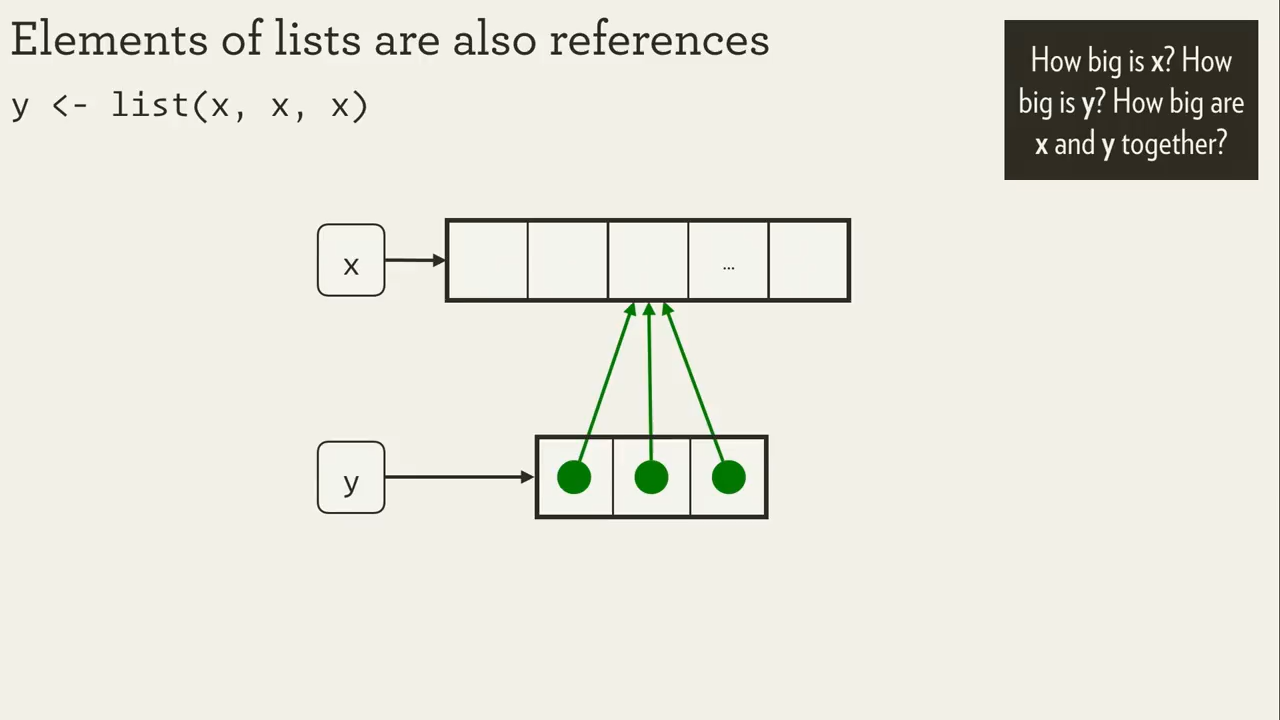 Elements of lists are also references
y <- list(x, x, x)
How big is x? How
big is y? How big are
x and y together?
x
...
y